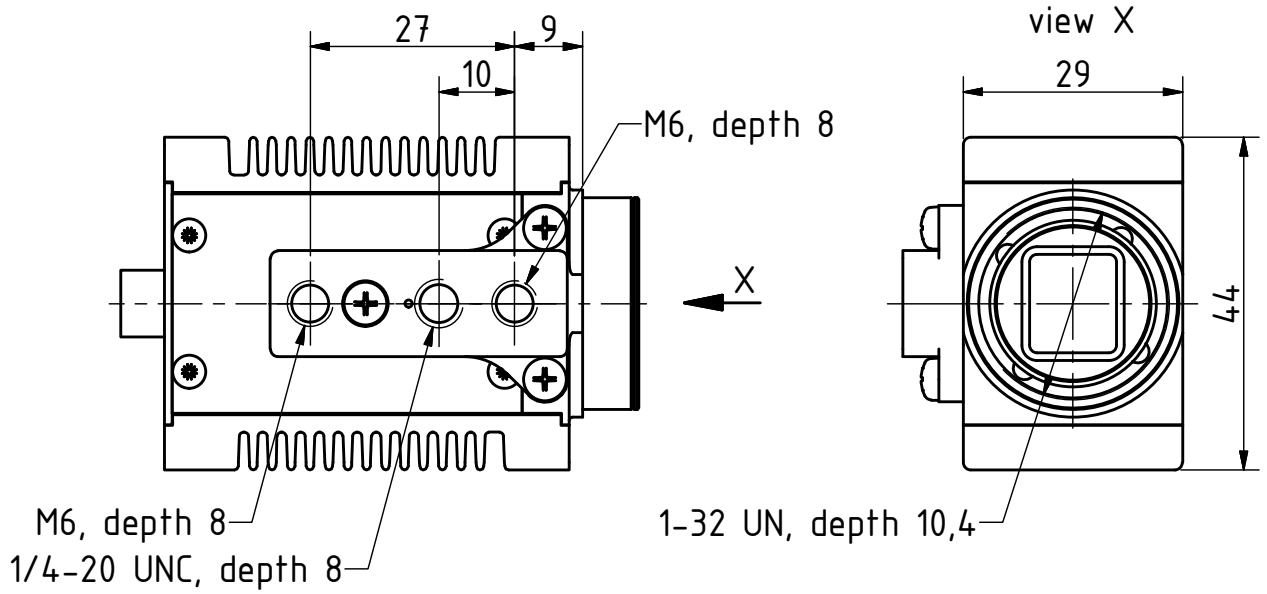 view X
27
9
10
29
M6, depth 8
X
44
M6, depth 8
1/4-20 UNC, depth 8
1-32 UN, depth 10,4